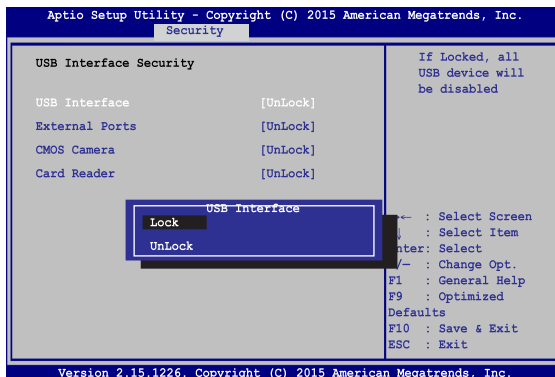 Aptio Setup Utility - Copyright (C) 2015 American Megatrends, Inc.
Security
USB Interface Security
USB Interface [UnLock]
External Ports [UnLock]
CMOS Camera [UnLock]
Card Reader [UnLock]
If Locked, all
USB device will
be disabled
USB Interface
Lock
UnLock
← : Select Screen
↓ : Select Item
nter: Select
/— : Change Opt.
F1 : General Help
F9 : Optimized
Defaults
F10 : Save & Exit
ESC : Exit
Version 2.15.1226. Copyright (C) 2015 American Megatrends, Inc.